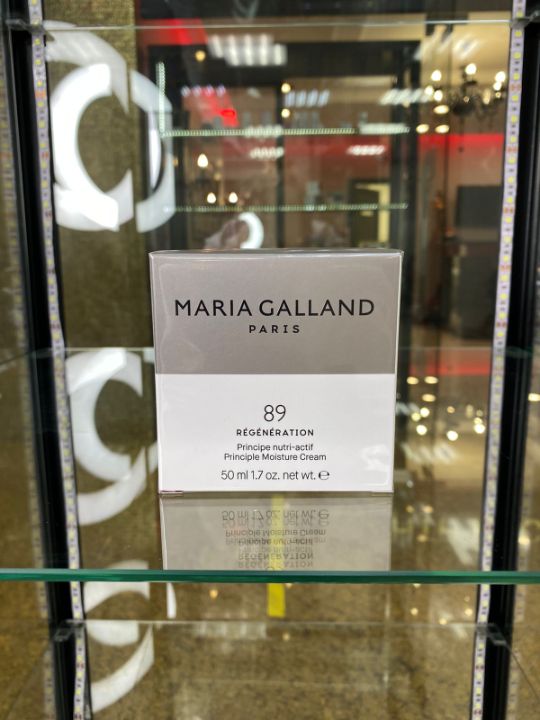 MARIA GALLAND
PARIS
89
RÉGÉNÉRATION
Principe nutri-actif
Principle Moisture Cream
50 ml 1.7 oz. net wt. ℮